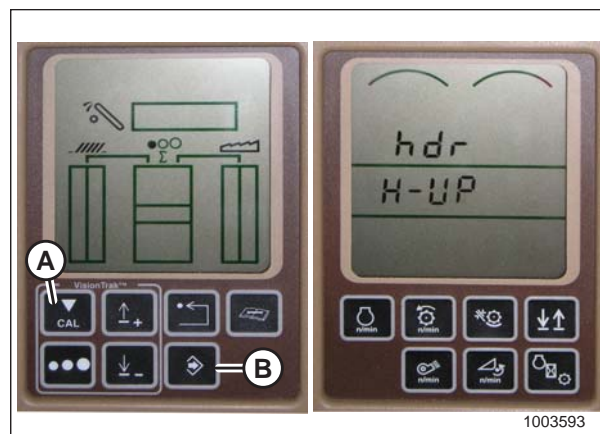 Σ
A
VisionTrak™
CAL
+
-
B
hdr
H-UP
n/min
n/min
n/min
n/min
1003593